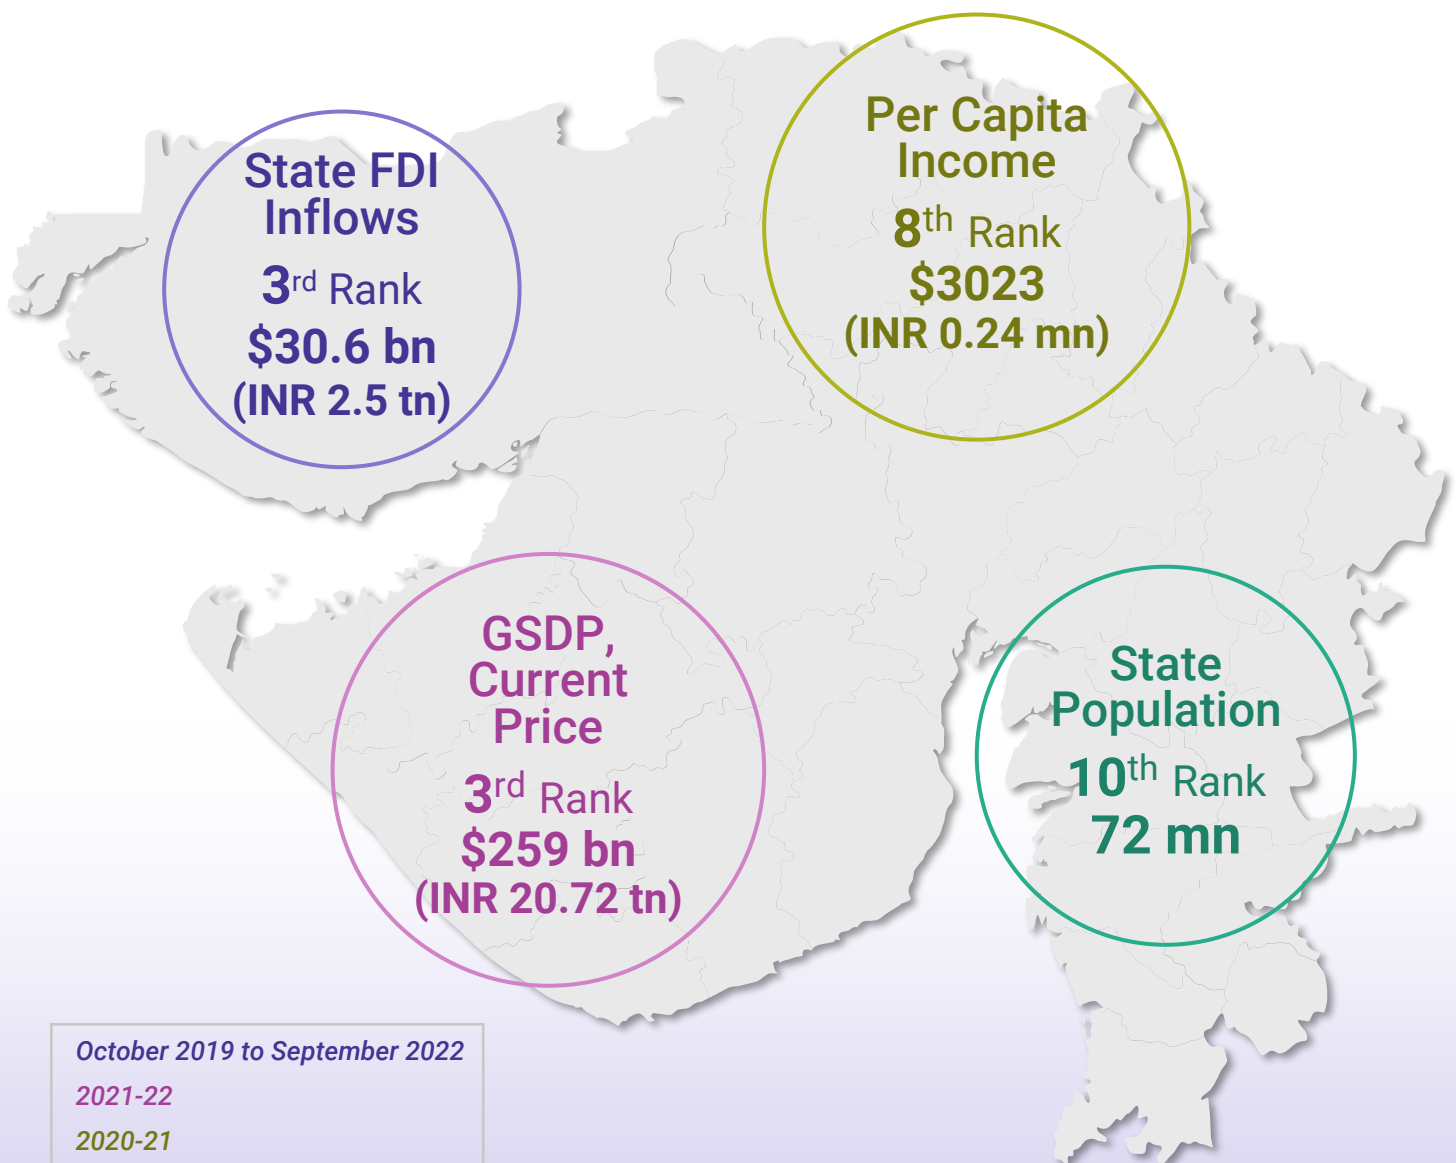 State FDI
Inflows
3rd Rank
$30.6 bn
(INR 2.5 tn)
Per Capita
Income
8th Rank
$3023
(INR 0.24 mn)
GSDP,
Current
Price
3rd Rank
$259 bn
(INR 20.72 tn)
State
Population
10th Rank
72 mn
October 2019 to September 2022
2021-22
2020-21